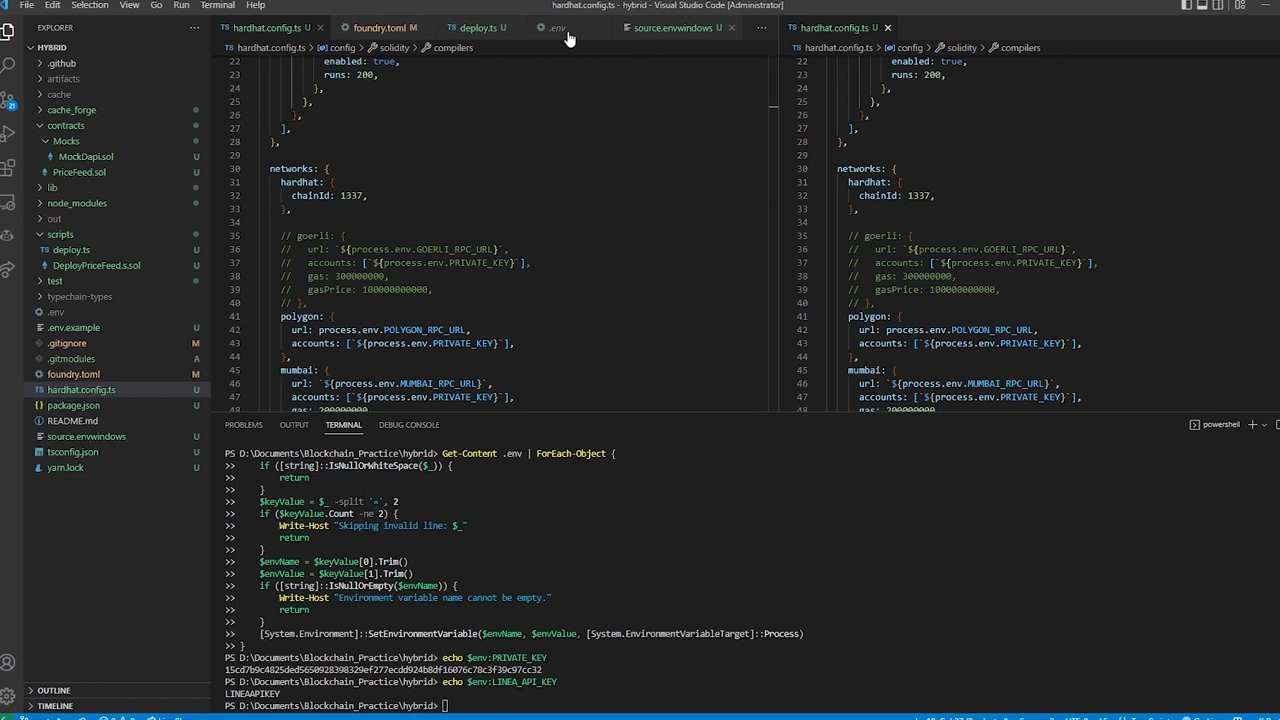 File Edit Selection View Go Run Terminal Help
hardhat.config.ts - hybrid - Visual Studio Code [Administrator]
EXPLORER
HYBRID
.github
artifacts
cache
cache_forge
contracts
Mocks
MockDapi.sol U
PriceFeed.sol U
lib
node_modules
out
scripts
deploy.ts U
DeployPriceFeed.s.sol U
test
typechain-types
.env
.env.example U
.gitignore M
.gitmodules A
foundry.toml M
hardhat.config.ts U
package.json U
README.md
source.envwindows U
tsconfig.json U
yarn.lock U
OUTLINE
TIMELINE
21
hardhat.config.ts U
foundry.toml M
deploy.ts U
.env
source.envwindows U
hardhat.config.ts > config > solidity > compilers
22 enabled: true,
23 runs: 200,
24 },
25 },
26 },
27 ],
28 },
29
30 networks: {
31 hardhat: {
32 chainId: 1337,
33 },
34
35 // goerli: {
36 // url: `${process.env.GOERLI_RPC_URL}`,
37 // accounts: [`${process.env.PRIVATE_KEY}`],
38 // gas: 300000000,
39 // gasPrice: 100000000000,
40 // },
41 polygon: {
42 url: process.env.POLYGON_RPC_URL,
43 accounts: [`${process.env.PRIVATE_KEY}`],
44 },
45 mumbai: {
46 url: `${process.env.MUMBAI_RPC_URL}`,
47 accounts: [`${process.env.PRIVATE_KEY}`],
48 gas: 200000000
hardhat.config.ts U
hardhat.config.ts > config > solidity > compilers
22 enabled: true,
23 runs: 200,
24 },
25 },
26 },
27 ],
28 },
29
30 networks: {
31 hardhat: {
32 chainId: 1337,
33 },
34
35 // goerli: {
36 // url: `${process.env.GOERLI_RPC_URL}`,
37 // accounts: [`${process.env.PRIVATE_KEY}`],
38 // gas: 300000000,
39 // gasPrice: 100000000000,
40 // },
41 polygon: {
42 url: process.env.POLYGON_RPC_URL,
43 accounts: [`${process.env.PRIVATE_KEY}`],
44 },
45 mumbai: {
46 url: `${process.env.MUMBAI_RPC_URL}`,
47 accounts: [`${process.env.PRIVATE_KEY}`],
48 gas: 200000000
PROBLEMS OUTPUT TERMINAL DEBUG CONSOLE
powershell
PS D:\Documents\Blockchain_Practice\hybrid> Get-Content .env | ForEach-Object {
>> if ([string]::IsNullOrWhiteSpace($_)) {
>> return
>> }
>> $keyValue = $_ -split '=', 2
>> if ($keyValue.Count -ne 2) {
>> Write-Host "Skipping invalid line: $_"
>> return
>> }
>> $envName = $keyValue[0].Trim()
>> $envValue = $keyValue[1].Trim()
>> if ([string]::IsNullOrEmpty($envName)) {
>> Write-Host "Environment variable name cannot be empty."
>> return
>> }
>> [System.Environment]::SetEnvironmentVariable($envName, $envValue, [System.EnvironmentVariableTarget]::Process)
>> }
PS D:\Documents\Blockchain_Practice\hybrid> echo $env:PRIVATE_KEY
15cd7b9c4825ded5650928398329ef277ecdd924b8df16076c78c3f39c97cc32
PS D:\Documents\Blockchain_Practice\hybrid> echo $env:LINEA_API_KEY
LINEAAPIKEY
PS D:\Documents\Blockchain_Practice\hybrid>